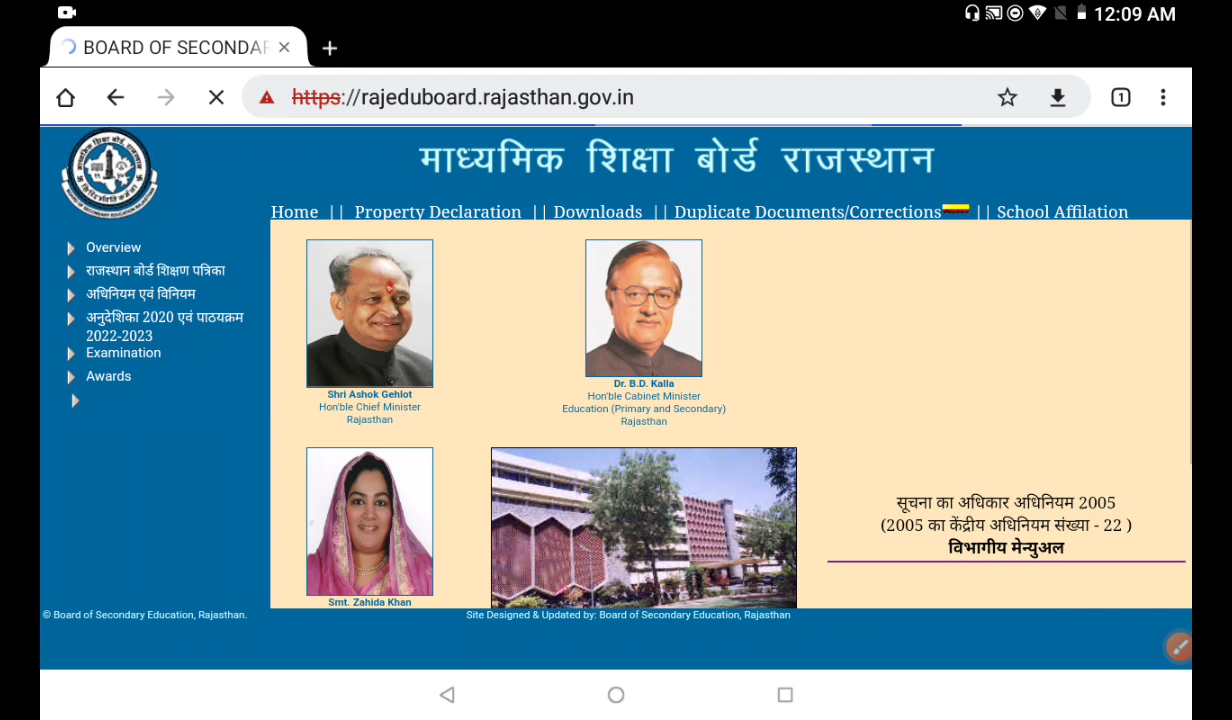 12:09 AM
BOARD OF SECONDAR
1
https://rajeduboard.rajasthan.gov.in
माध्यमिक शिक्षा बोर्ड राजस्थान
Home || Property Declaration || Downloads || Duplicate Documents/Corrections || School Affilation
Overview
राजस्थान बोर्ड शिक्षण पत्रिका
अधिनियम एवं विनियम
अनुदेशिका 2020 एवं पाठयक्रम
2022-2023
Examination
Awards
Shri Ashok Gehlot
Hon'ble Chief Minister
Rajasthan
Dr. B.D. Kalla
Hon'ble Cabinet Minister
Education (Primary and Secondary)
Rajasthan
Smt. Zahida Khan
सूचना का अधिकार अधिनियम 2005
(2005 का केंद्रीय अधिनियम संख्या - 22 )
विभागीय मेन्युअल
© Board of Secondary Education, Rajasthan.
Site Designed & Updated by: Board of Secondary Education, Rajasthan